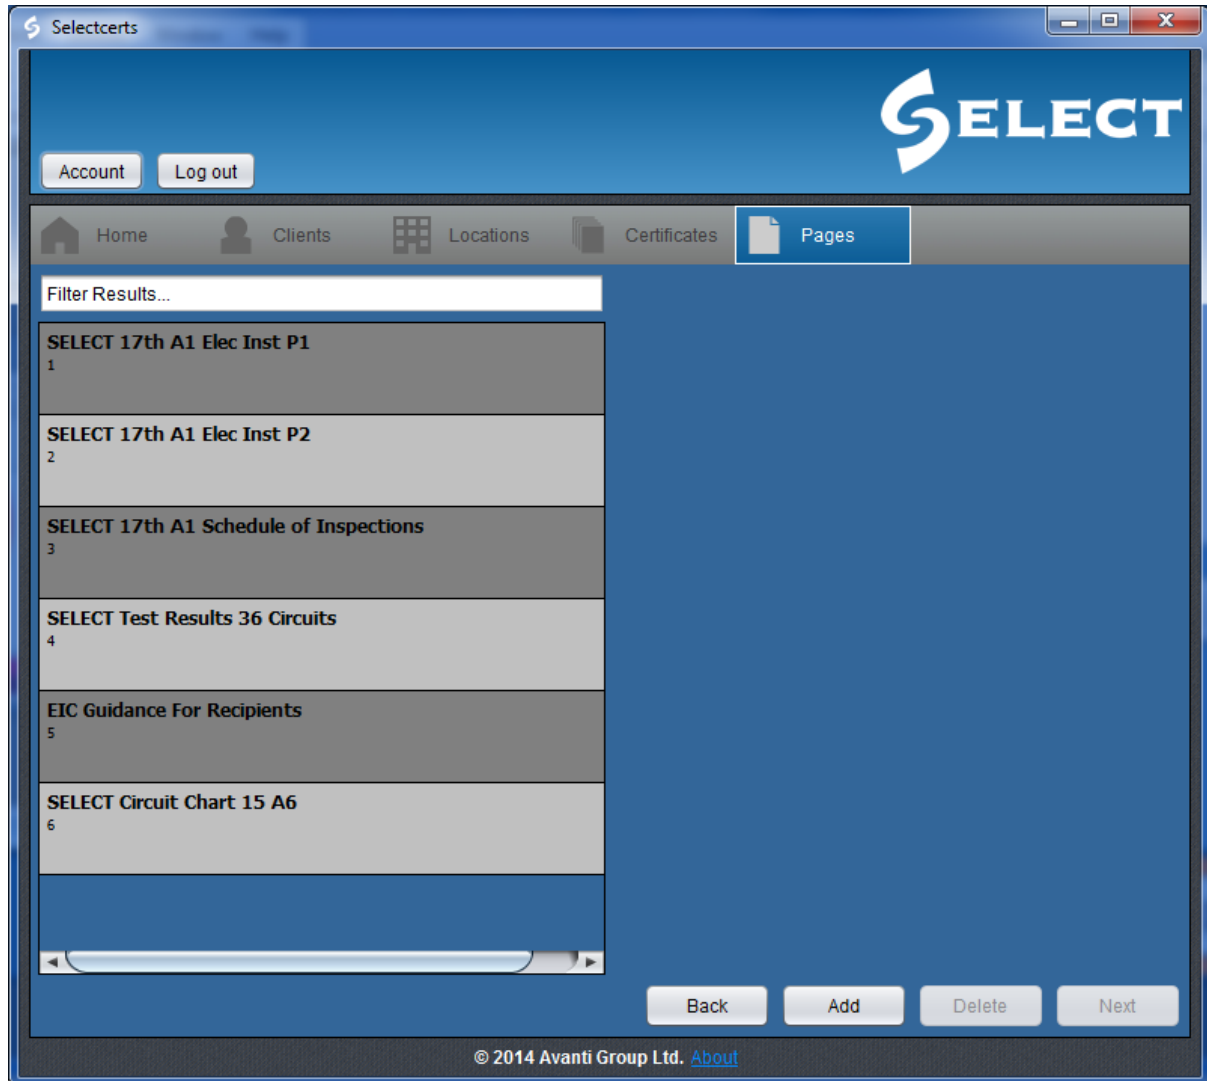 Selectcerts
SELECT
Account Log out
Home Clients Locations Certificates Pages
Filter Results...
SELECT 17th A1 Elec Inst P1
1
SELECT 17th A1 Elec Inst P2
2
SELECT 17th A1 Schedule of Inspections
3
SELECT Test Results 36 Circuits
4
EIC Guidance For Recipients
5
SELECT Circuit Chart 15 A6
6
Back Add Delete Next
© 2014 Avanti Group Ltd. About